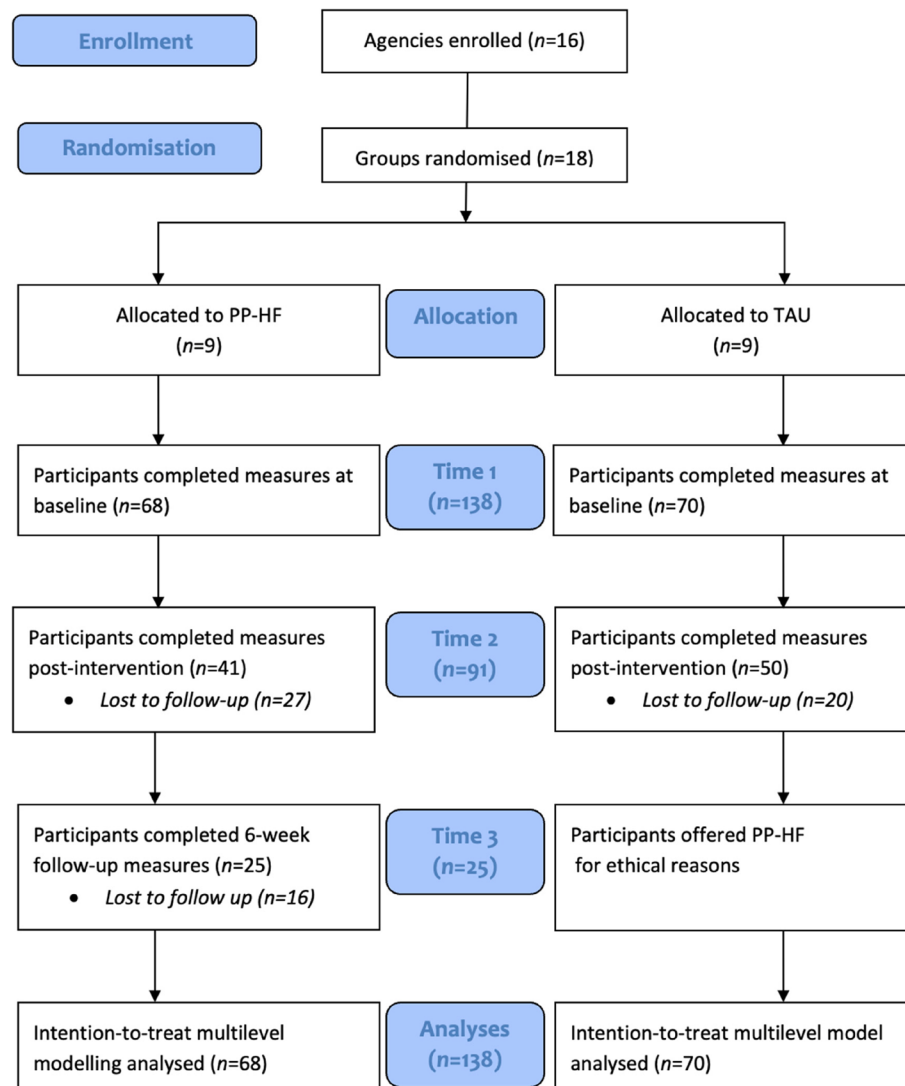 Enrollment
Agencies enrolled (n=16)
Randomisation
Groups randomised (n=18)
Allocated to PP-HF
(n=9)
Allocation
Allocated to TAU
(n=9)
Participants completed measures at
baseline (n=68)
Time 1
(n=138)
Participants completed measures at
baseline (n=70)
Participants completed measures
post-intervention (n=41)
• Lost to follow-up (n=27)
Time 2
(n=91)
Participants completed measures
post-intervention (n=50)
• Lost to follow-up (n=20)
Participants completed 6-week
follow-up measures (n=25)
• Lost to follow up (n=16)
Time 3
(n=25)
Participants offered PP-HF
for ethical reasons
Intention-to-treat multilevel
modelling analysed (n=68)
Analyses
(n=138)
Intention-to-treat multilevel model
analysed (n=70)